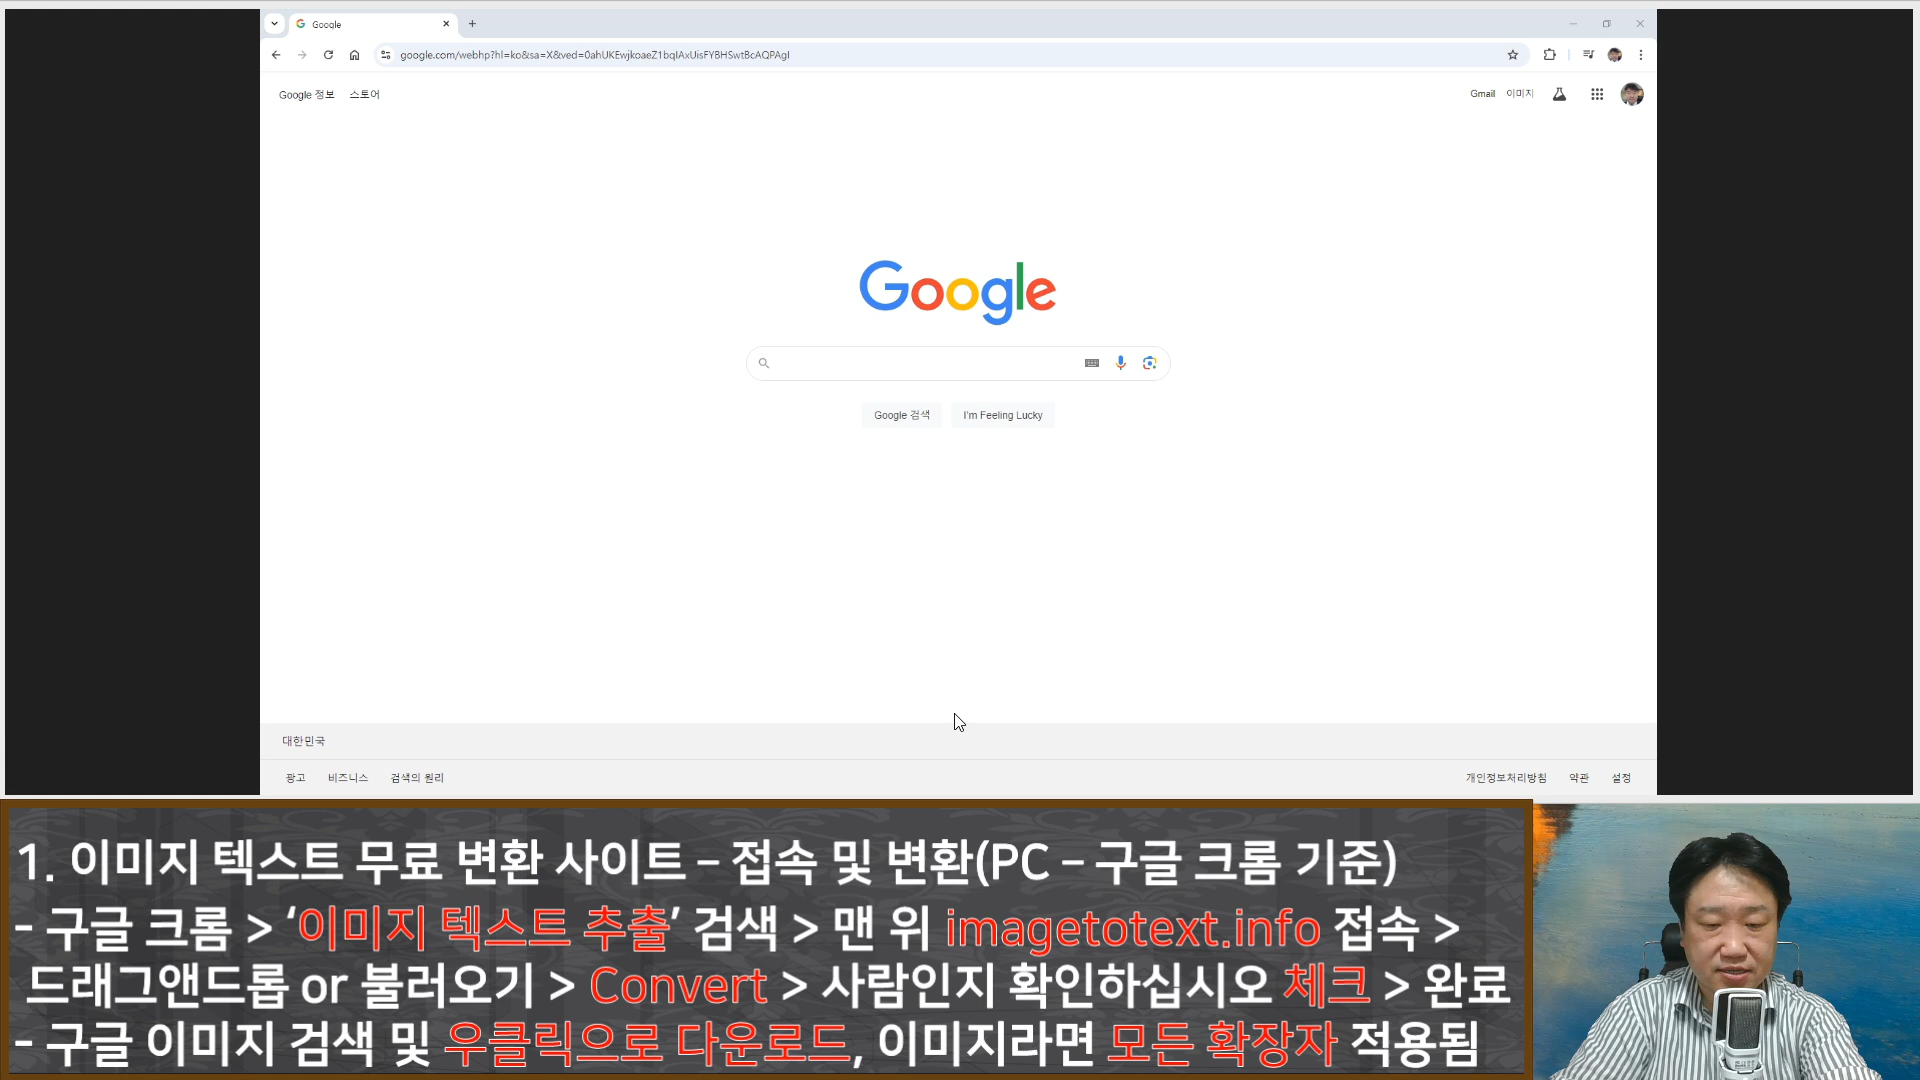 Google
google.com/webhp?hl=ko&sa=X&ved=0ahUKEwjkoaeZ1bqIAxUisFYBHSwtBcAQPAgI
Google 정보 스토어
Gmail 이미지
Google
Google 검색 I'm Feeling Lucky
대한민국
광고 비즈니스 검색의 원리
개인정보처리방침 약관 설정
1. 이미지 텍스트 무료 변환 사이트 – 접속 및 변환(PC – 구글 크롬 기준)
- 구글 크롬 > ‘이미지 텍스트 추출’ 검색 > 맨 위 imagetotext.info 접속 >
드래그앤드롭 or 불러오기 > Convert > 사람인지 확인하십시오 체크 > 완료
- 구글 이미지 검색 및 우클릭으로 다운로드, 이미지라면 모든 확장자 적용됨